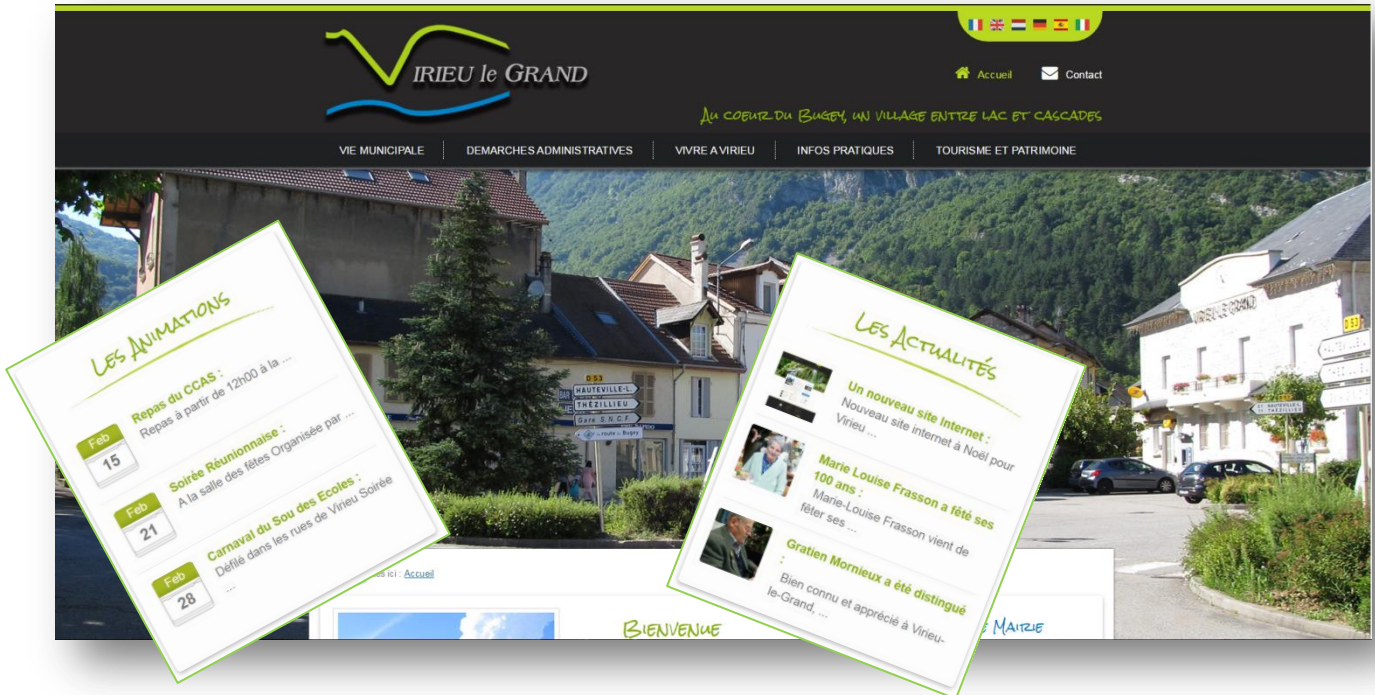 VIRIEU le GRAND
Accueil
Contact
Au coeur du Bugey, un village entre lac et cascades
VIE MUNICIPALE
DEMARCHES ADMINISTRATIVES
VIVRE A VIRIEU
INFOS PRATIQUES
TOURISME ET PATRIMOINE
VIRIEU-LE-GRAND
D 53
D 53
BAR
HAUTEVILLE-L.
THÉZILLIEU
Gare S.N.C.F.
route du Bugey
Les Animations
Feb
15
Repas du CCAS :
Repas à partir de 12h00 à la ...
Feb
21
Soirée Réunionnaise :
A la salle des fêtes Organisée par ...
Feb
28
Carnaval du Sou des Ecoles :
Défilé dans les rues de Virieu Soirée
...
Les Actualités
Un nouveau site Internet :
Nouveau site internet à Noël pour
Virieu ...
Marie Louise Frasson a fêté ses
100 ans :
Marie-Louise Frasson vient de
fêter ses ...
Gratien Mornieux a été distingué
:
Bien connu et apprécié à Virieu-
le-Grand, ...
ici : Accueil
Bienvenue
Mairie